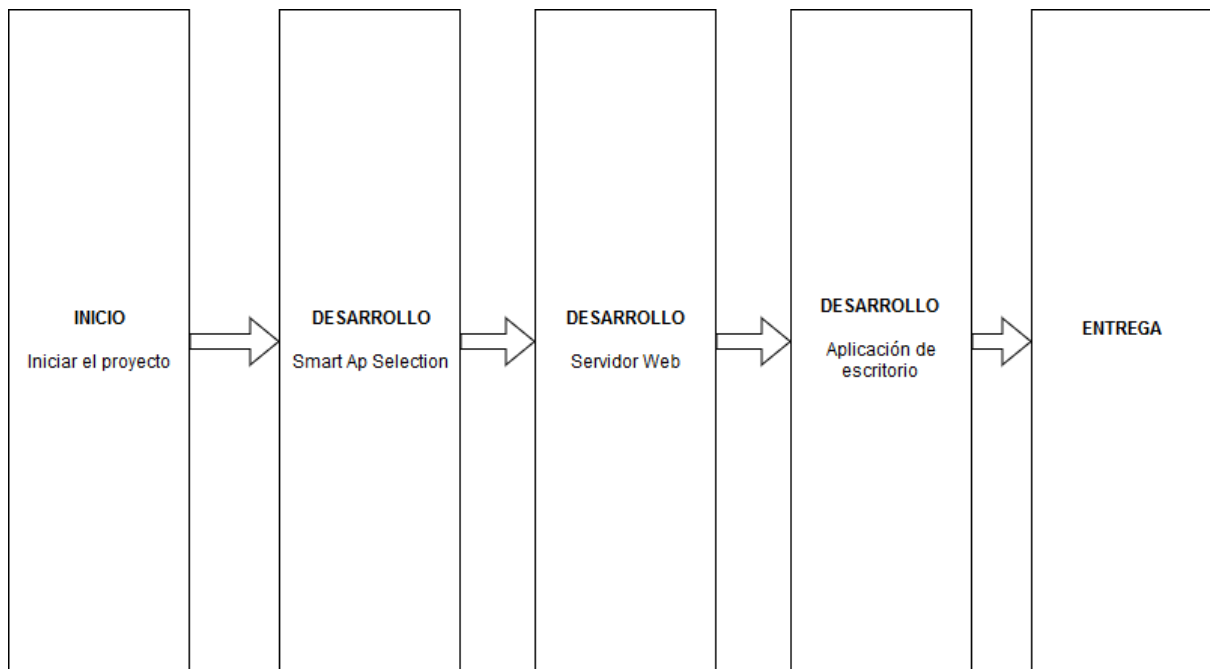 INICIO
Iniciar el proyecto
DESARROLLO
Smart Ap Selection
DESARROLLO
Servidor Web
DESARROLLO
Aplicación de
escritorio
ENTREGA